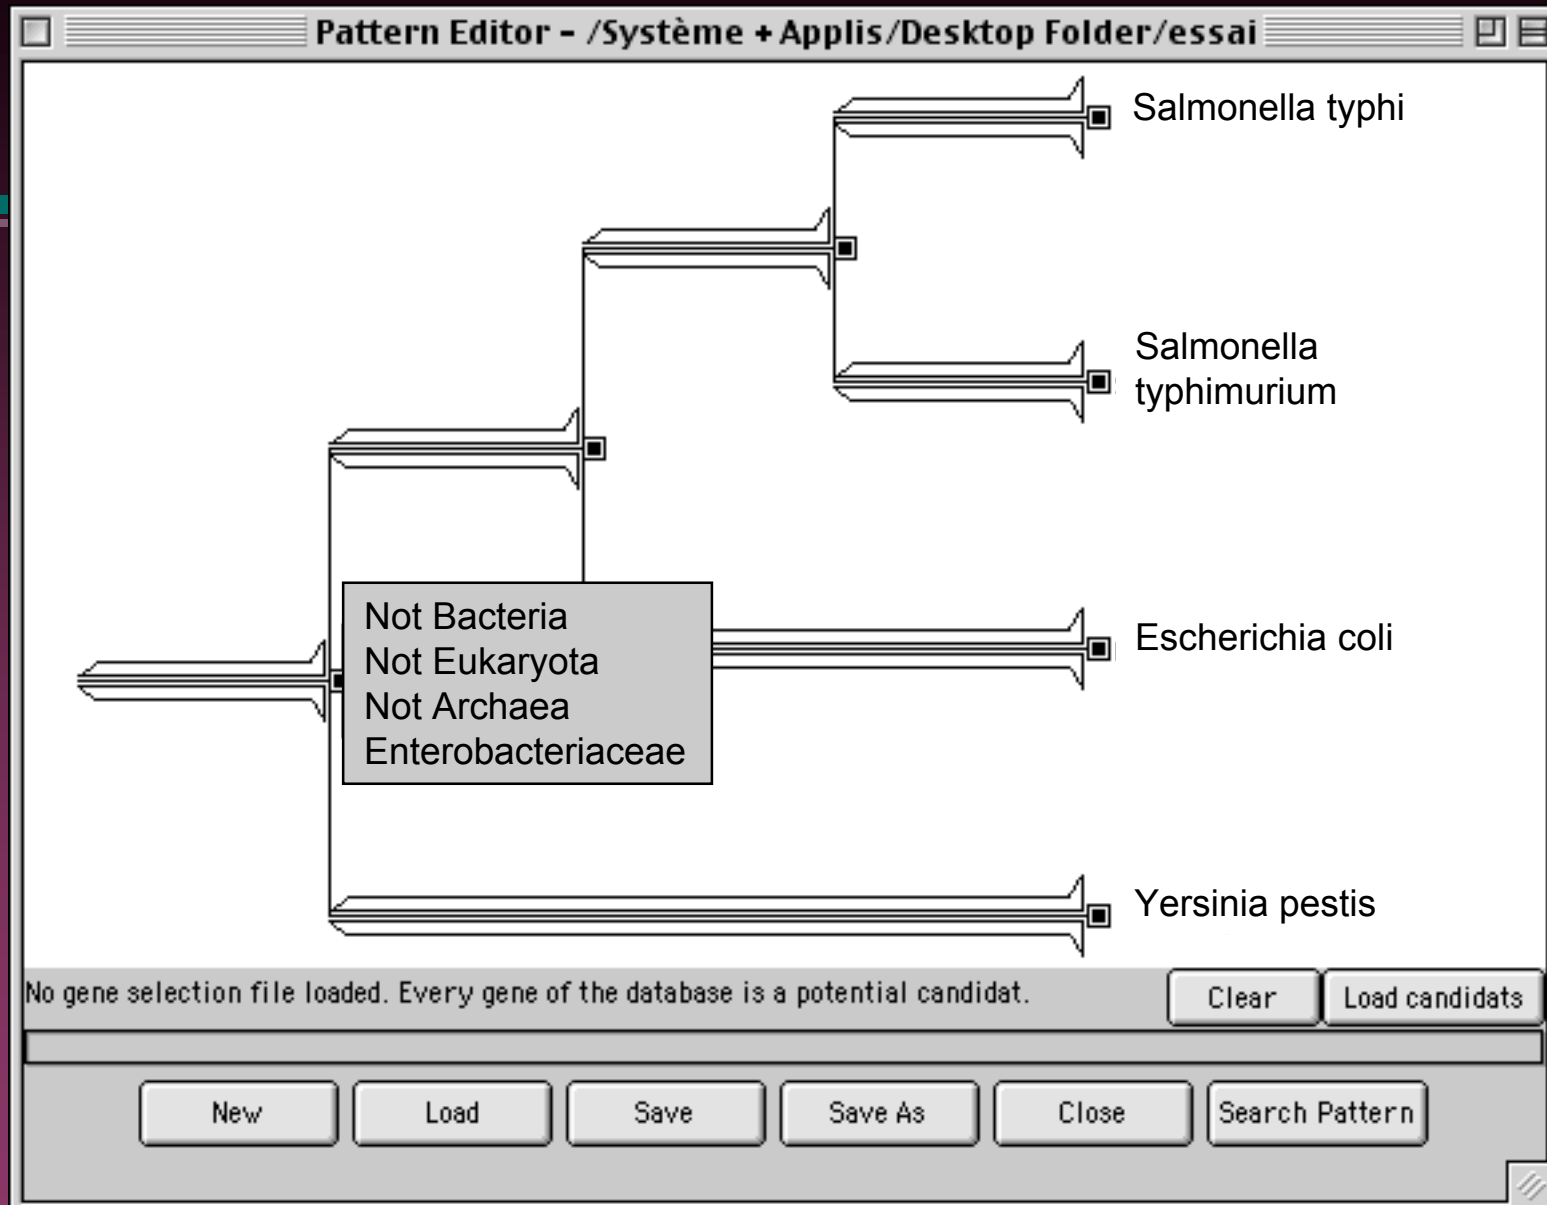 Pattern Editor - /Système + Applis/Desktop Folder/essai
Salmonella typhi
Salmonella
typhimurium
Not Bacteria
Not Eukaryota
Not Archaea
Enterobacteriaceae
Escherichia coli
Yersinia pestis
No gene selection file loaded. Every gene of the database is a potential candidat.
Clear
Load candidats
New
Load
Save
Save As
Close
Search Pattern